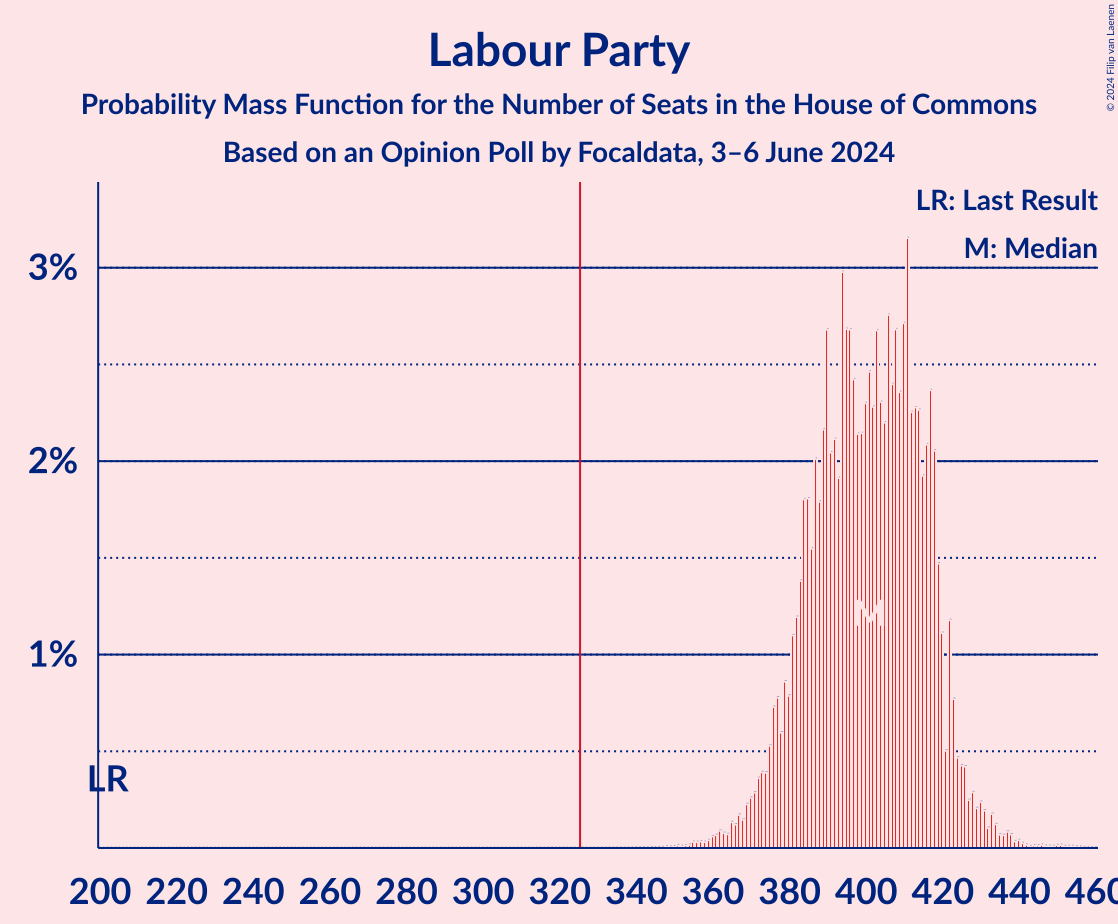 Labour Party
Probability Mass Function for the Number of Seats in the House of Commons
Based on an Opinion Poll by Focaldata, 3–6 June 2024
© 2024 Filip van Laenen
LR: Last Result
M: Median
3%
2%
1%
M
LR
200 220 240 260 280 300 320 340 360 380 400 420 440 460